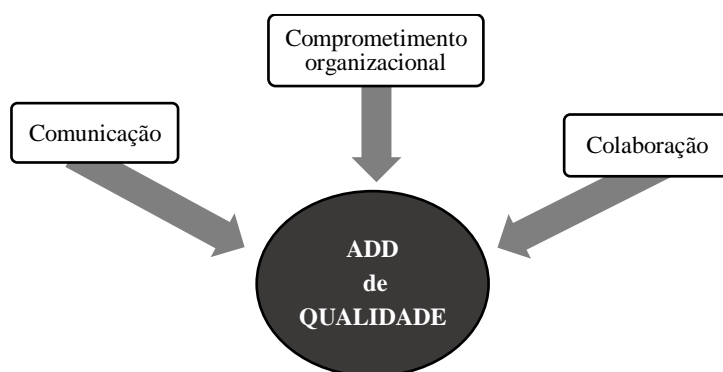 Comprometimento
organizacional
Comunicação
Colaboração
ADD
de
QUALIDADE